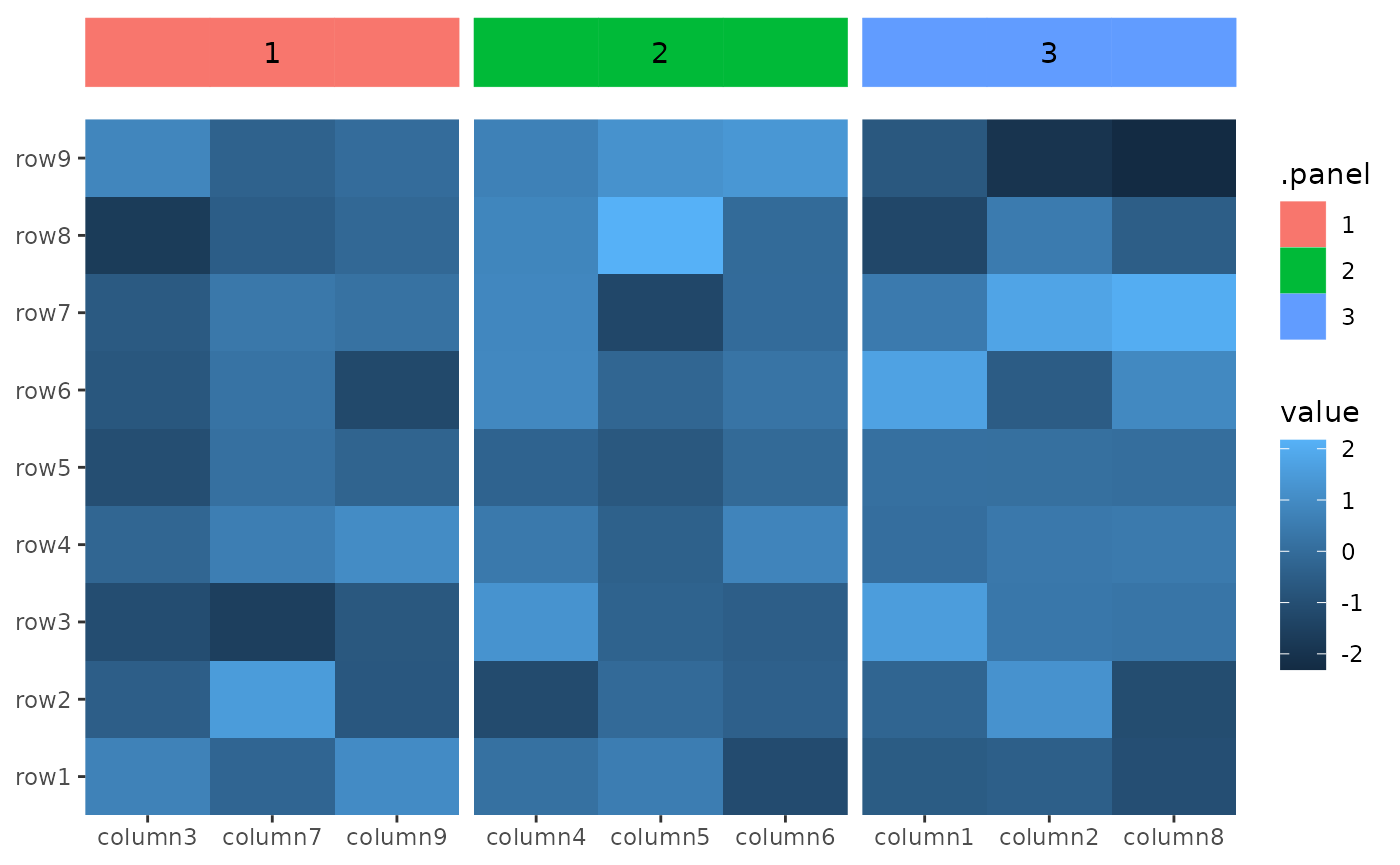 1 2 3
row9
row8
row7
row6
row5
row4
row3
row2
row1
column3 column7 column9 column4 column5 column6 column1 column2 column8
.panel
1
2
3
value
2
1
0
-1
-2